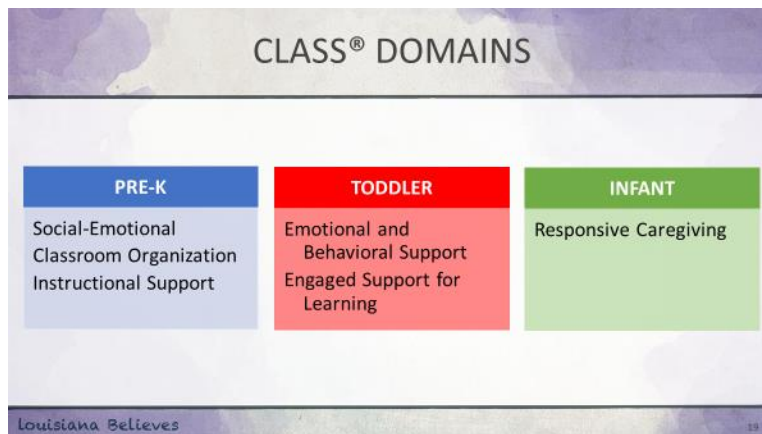 CLASS® DOMAINS
PRE-K
Social-Emotional
Classroom Organization
Instructional Support
TODDLER
Emotional and
Behavioral Support
Engaged Support for
Learning
INFANT
Responsive Caregiving
Louisiana Believes
19